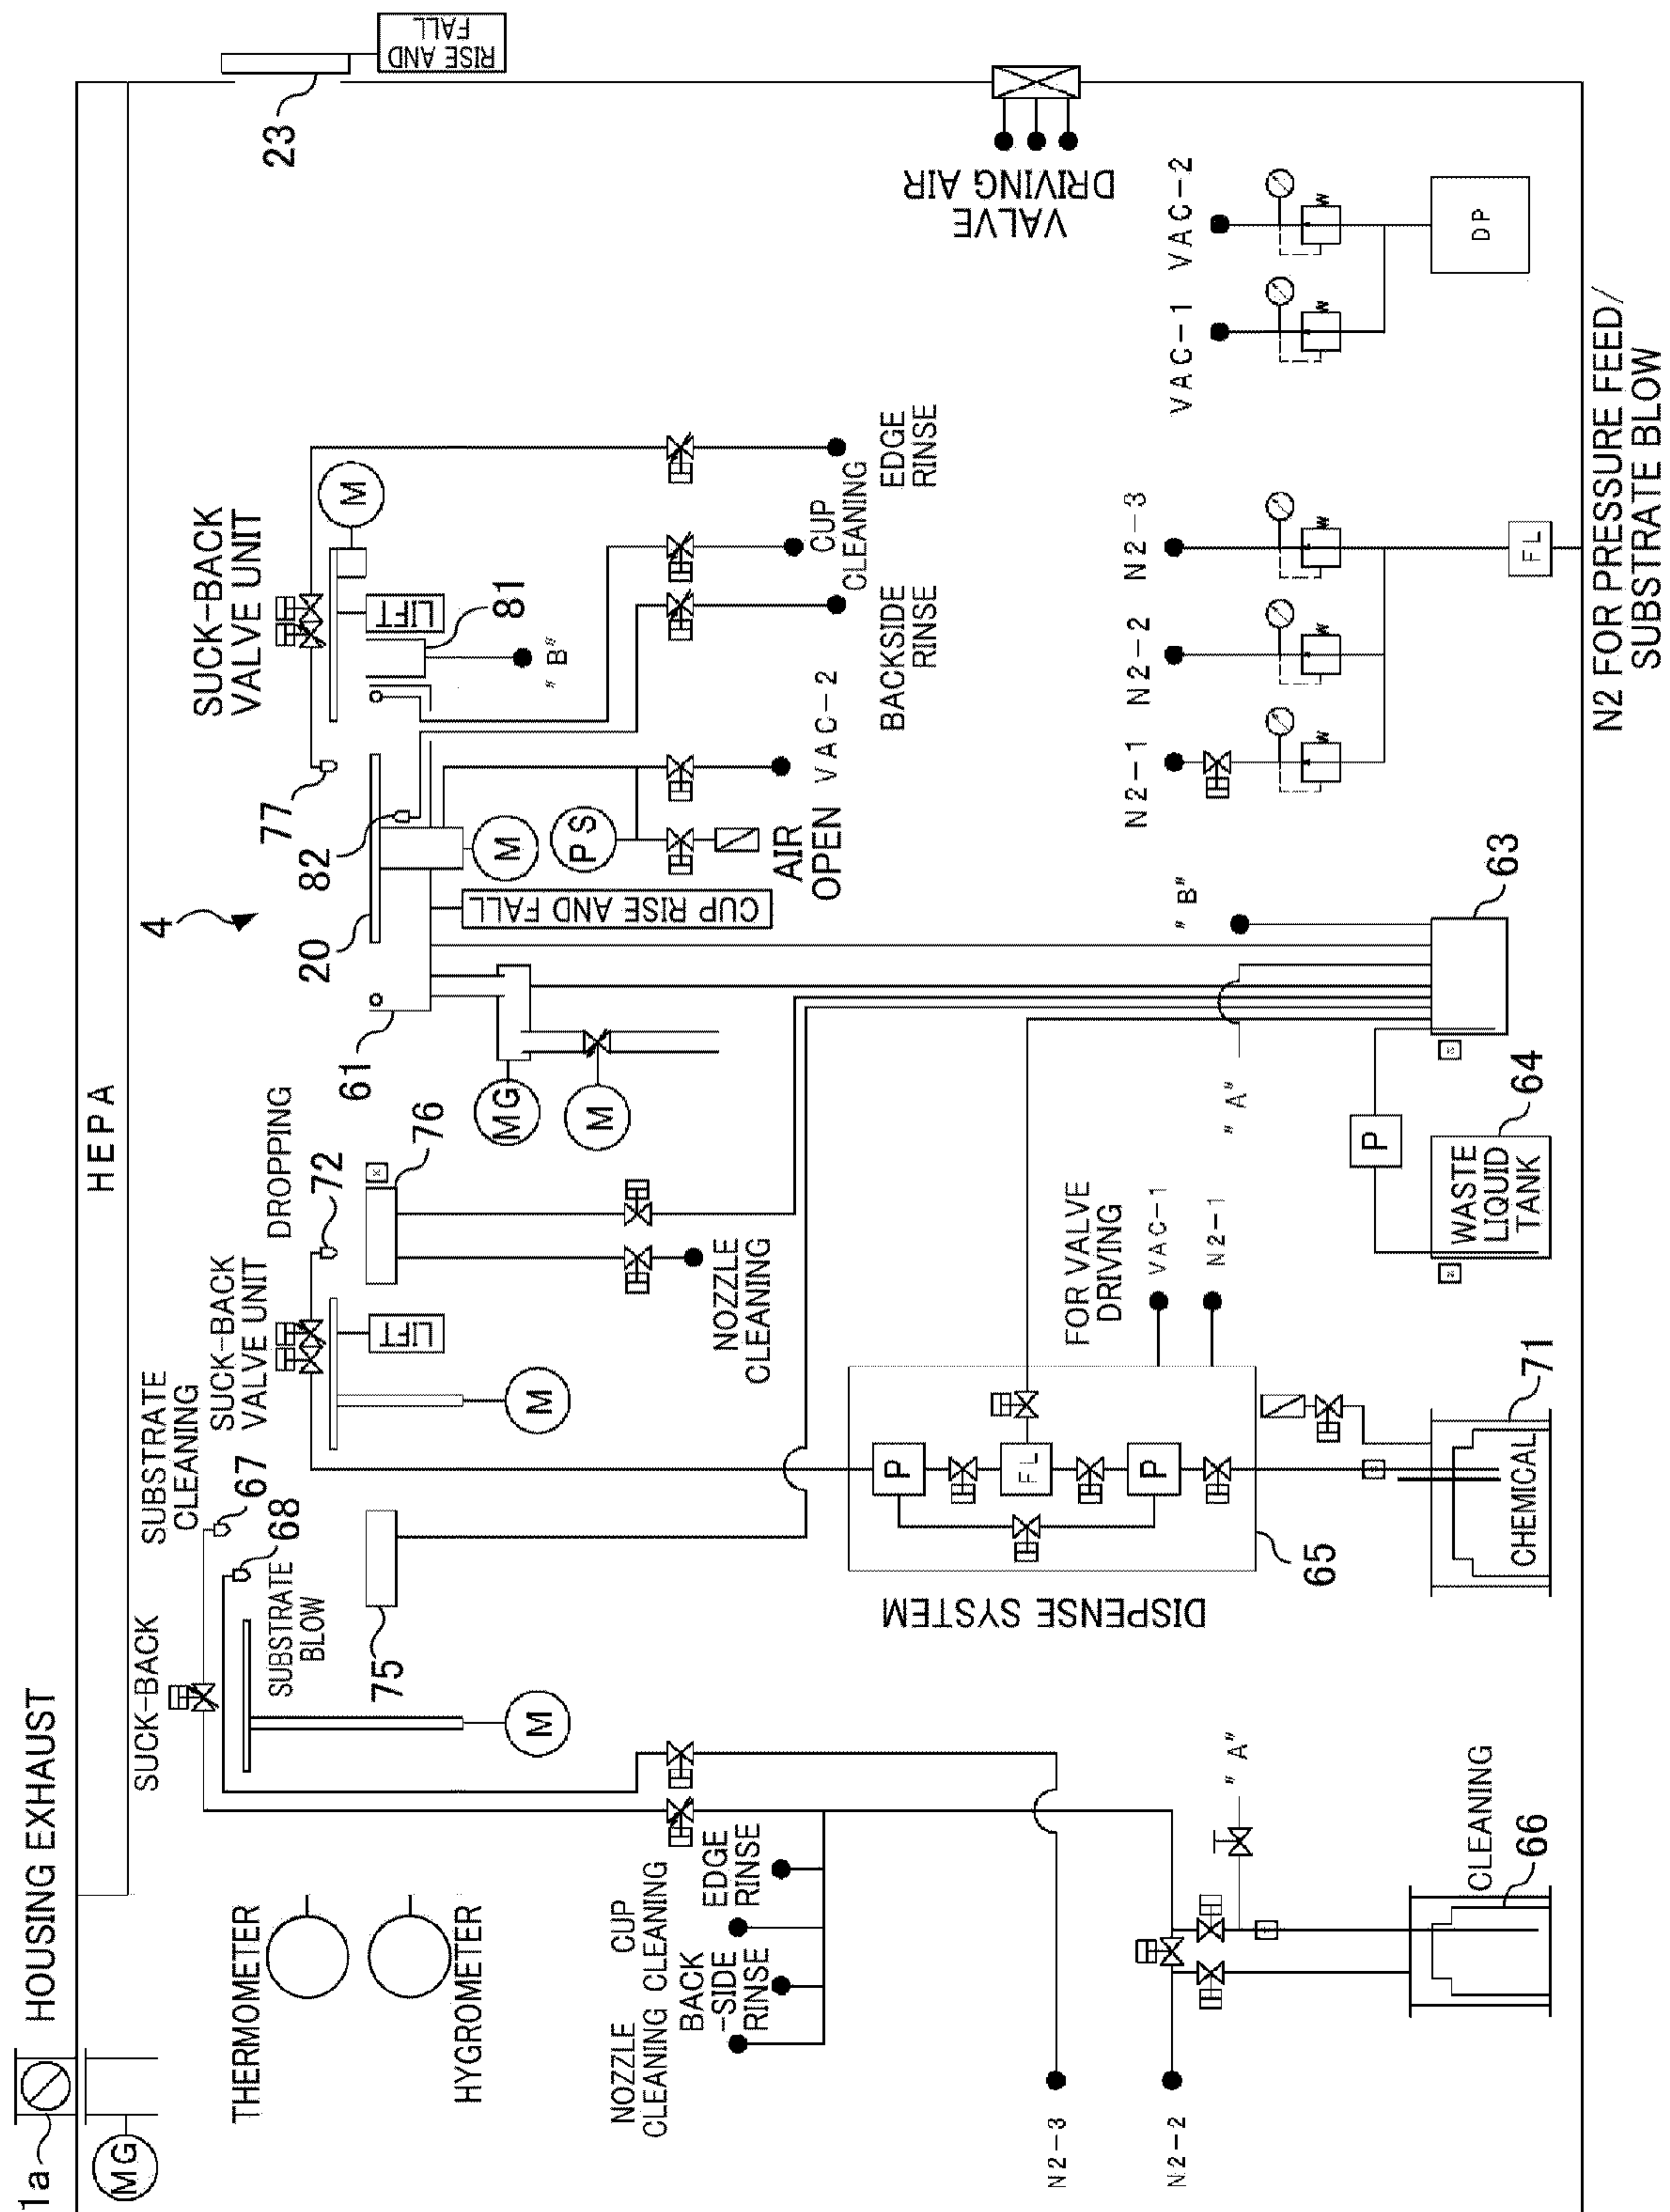 1a
HOUSING EXHAUST
HEPA
MG
THERMOMETER
HYGROMETER
SUCK-BACK
SUBSTRATE
CLEANING
67
68
SUBSTRATE
BLOW
75
M
SUCK-BACK
VALVE UNIT
DROPPING
72
LIFT
M
76
NOZZLE
CLEANING
4
20
61
82
77
MG
M
M
PS
CUP RISE AND FALL
AIR
OPEN
VAC-2
SUCK-BACK
VALVE UNIT
LIFT
M
81
"B"
BACKSIDE
RINSE
CUP
CLEANING
EDGE
RINSE
23
RISE AND
FALL
VALVE
DRIVING AIR
NOZZLE
CLEANING
CUP
CLEANING
BACK
-SIDE
RINSE
EDGE
RINSE
N2-3
N2-2
"A"
CLEANING
66
DISPENSE SYSTEM
65
P
FL
P
FOR VALVE
DRIVING
VAC-1
N2-1
CHEMICAL
71
"A"
"B"
63
P
WASTE
LIQUID
TANK
64
N2-1
N2-2
N2-3
W
W
W
FL
N2 FOR PRESSURE FEED/
SUBSTRATE BLOW
VAC-1
VAC-2
W
W
DP